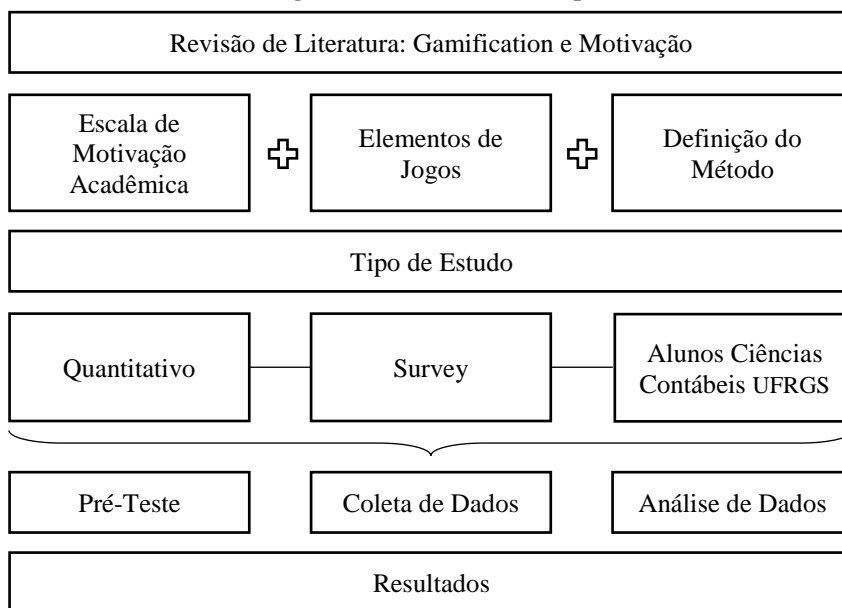 Revisão de Literatura: Gamification e Motivação
Escala de
Motivação
Acadêmica
Elementos de
Jogos
Definição do
Método
Tipo de Estudo
Quantitativo
Survey
Alunos Ciências
Contábeis UFRGS
Pré-Teste
Coleta de Dados
Análise de Dados
Resultados